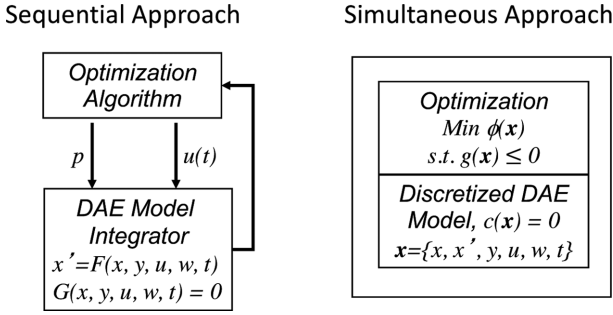 Sequential Approach
Optimization
Algorithm
p
u(t)
DAE Model
Integrator
x’=F(x, y, u, w, t)
G(x, y, u, w, t) = 0
Simultaneous Approach
Optimization
Min ϕ(x)
s.t. g(x) ≤ 0
Discretized DAE
Model, c(x) = 0
x={x, x’, y, u, w, t}